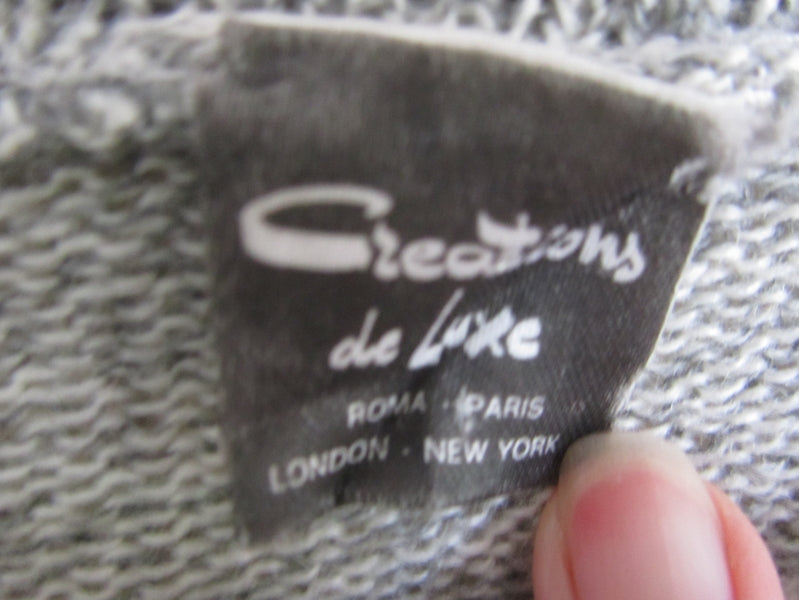 Creations
de Luxe
ROMA · PARIS
LONDON · NEW YORK